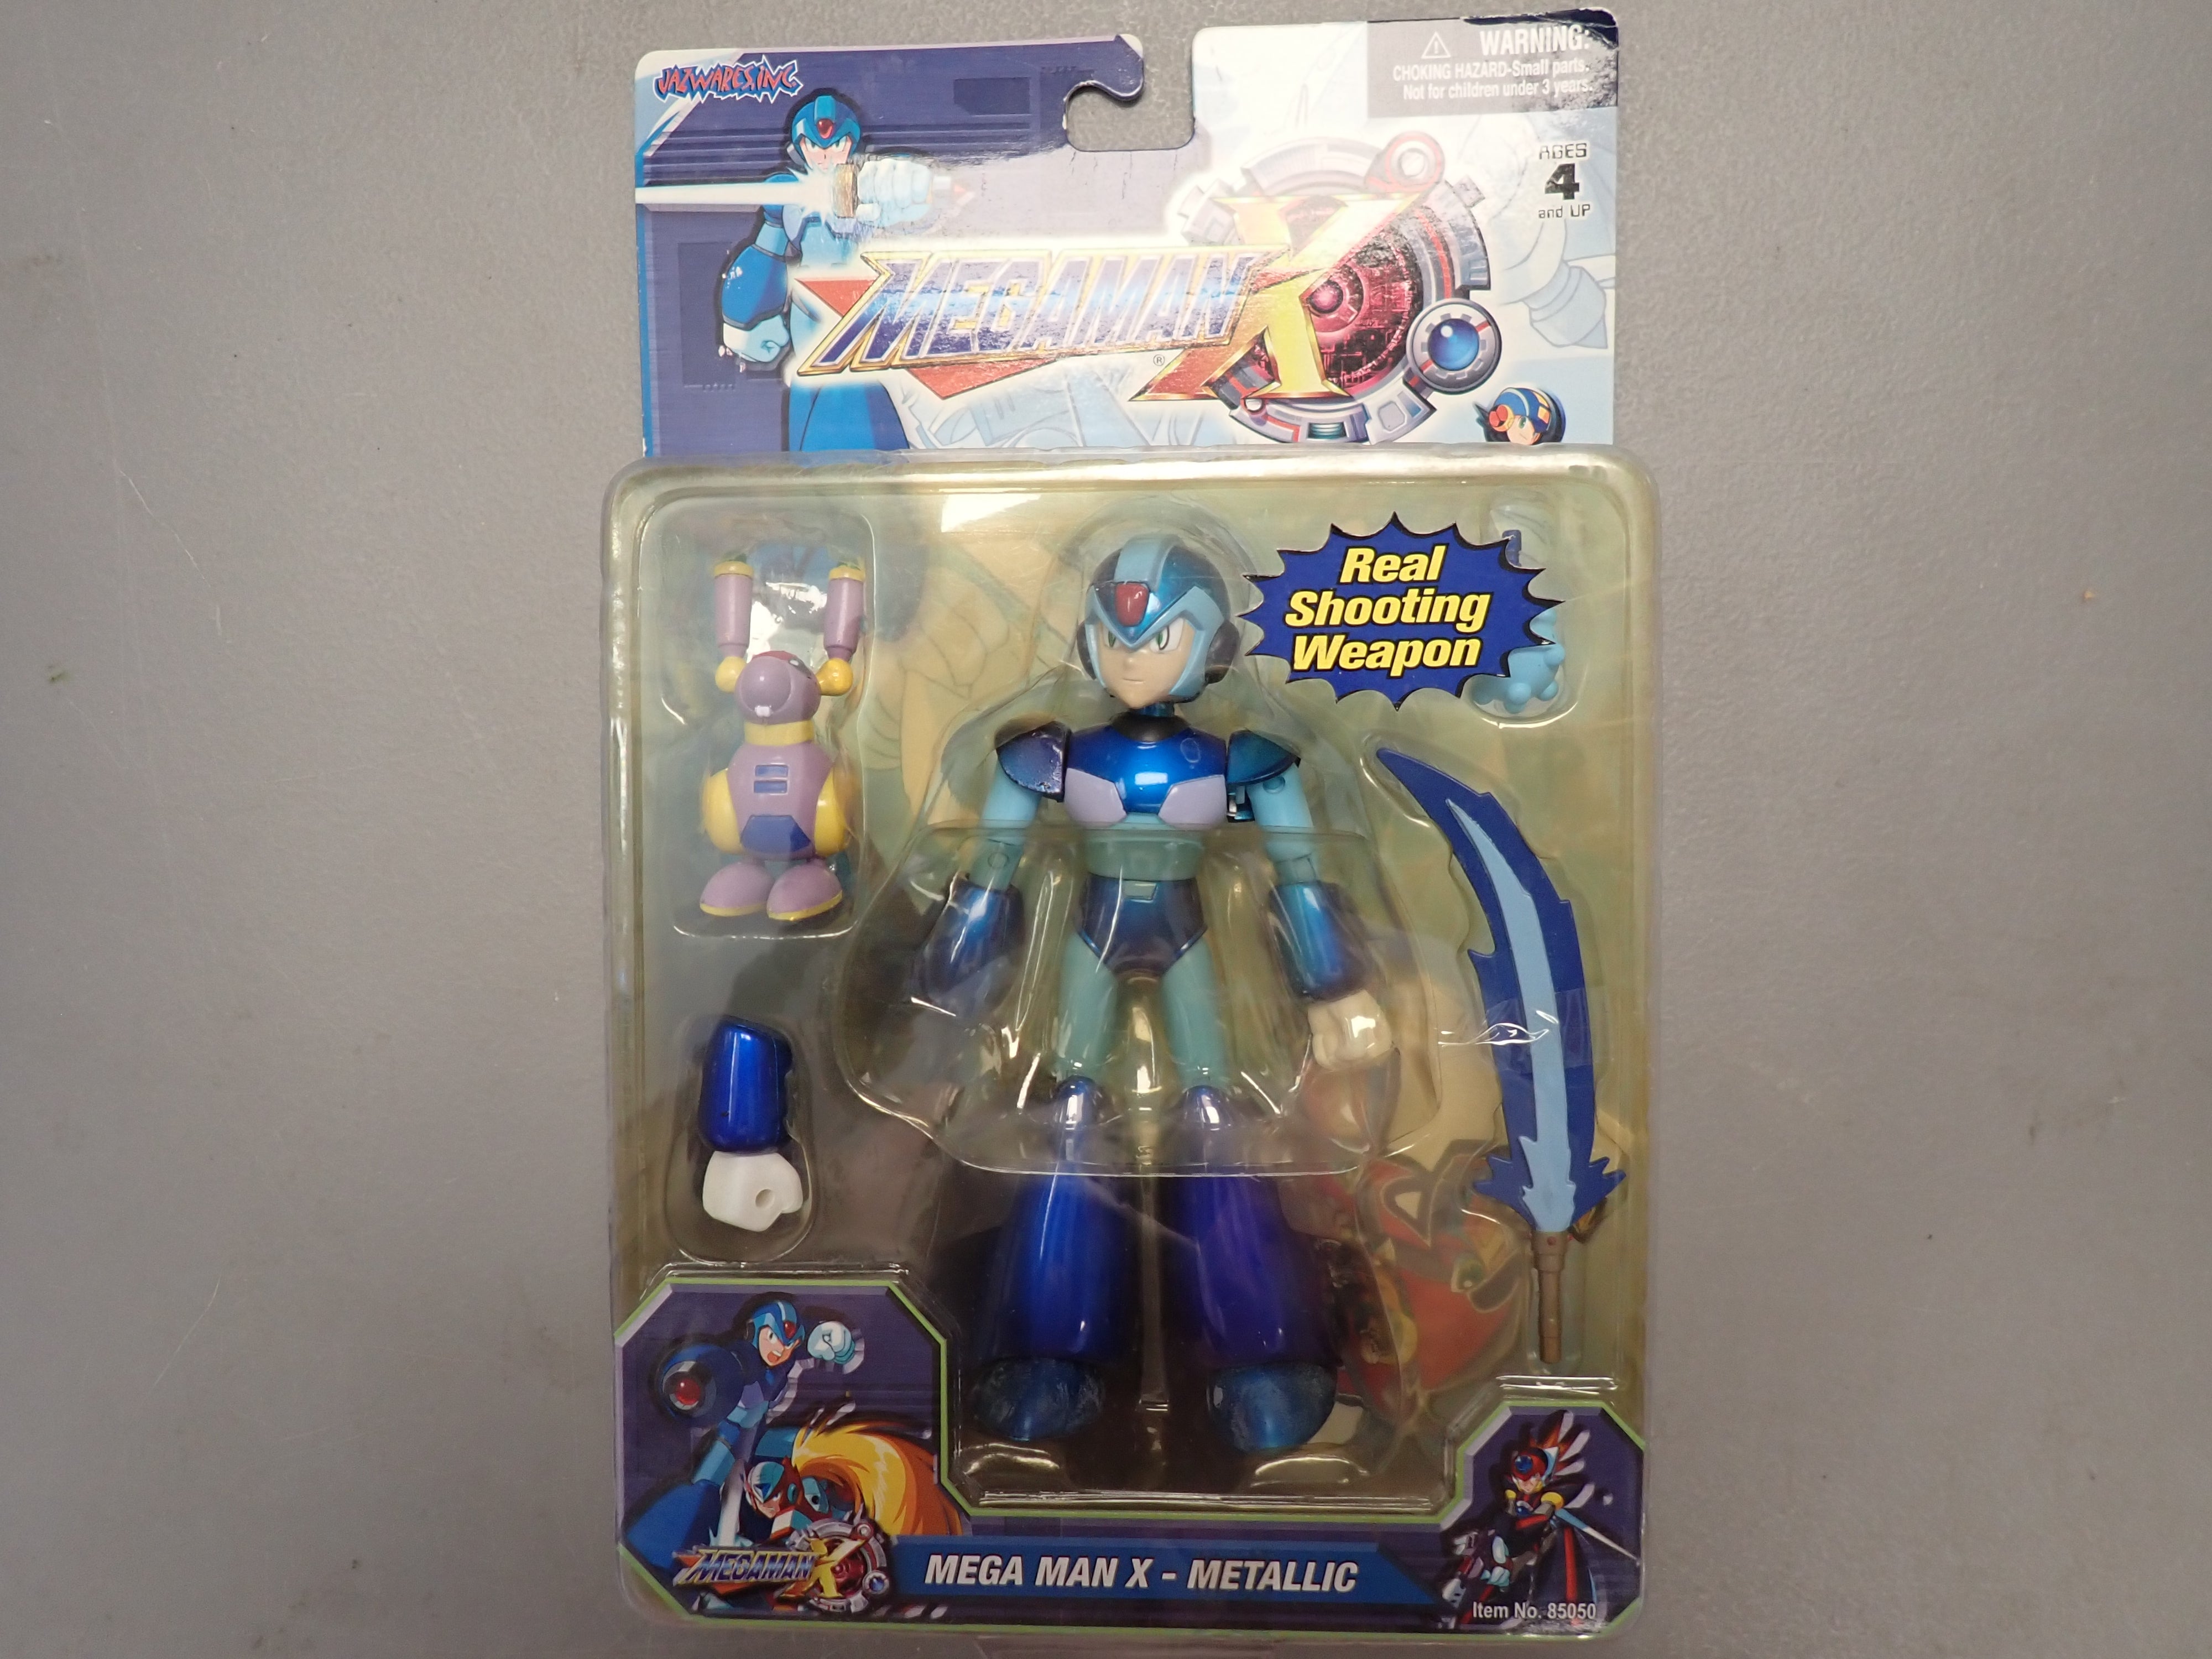 JAZWARES, INC.
WARNING:
CHOKING HAZARD-Small parts.
Not for children under 3 years.
AGES
4
and UP
MEGAMAN X
®
Real
Shooting
Weapon
MEGAMAN X
MEGA MAN X - METALLIC
Item No. 85050